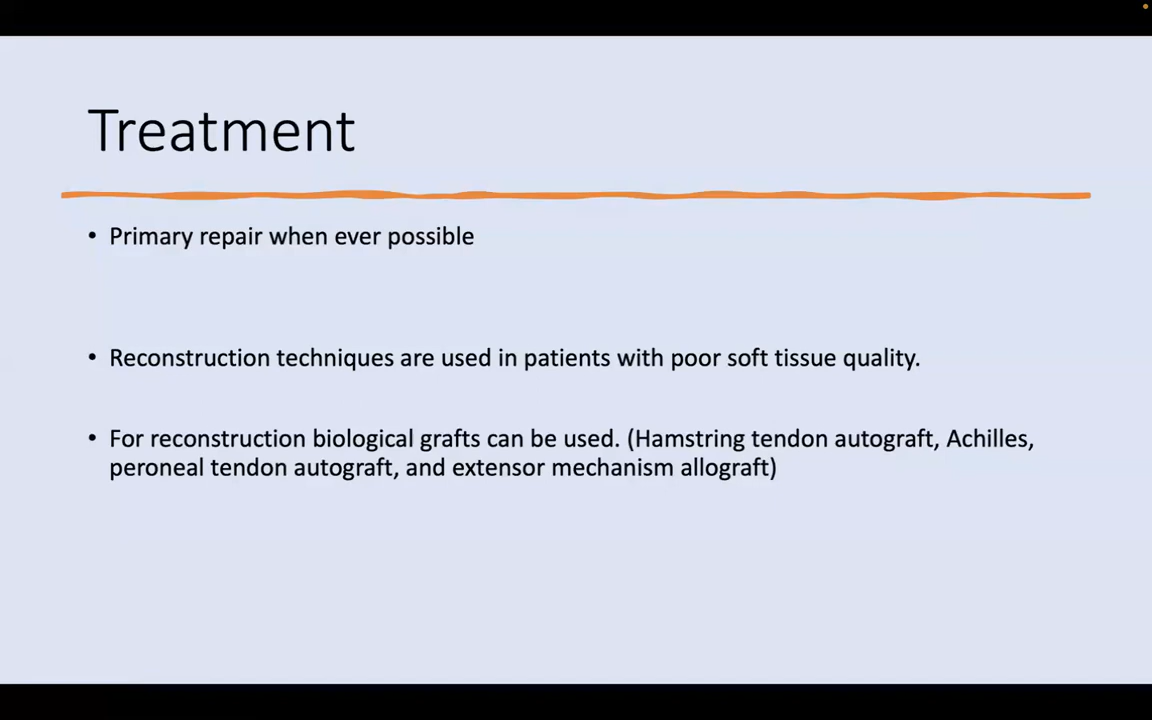 Treatment
• Primary repair when ever possible
• Reconstruction techniques are used in patients with poor soft tissue quality.
• For reconstruction biological grafts can be used. (Hamstring tendon autograft, Achilles,
peroneal tendon autograft, and extensor mechanism allograft)